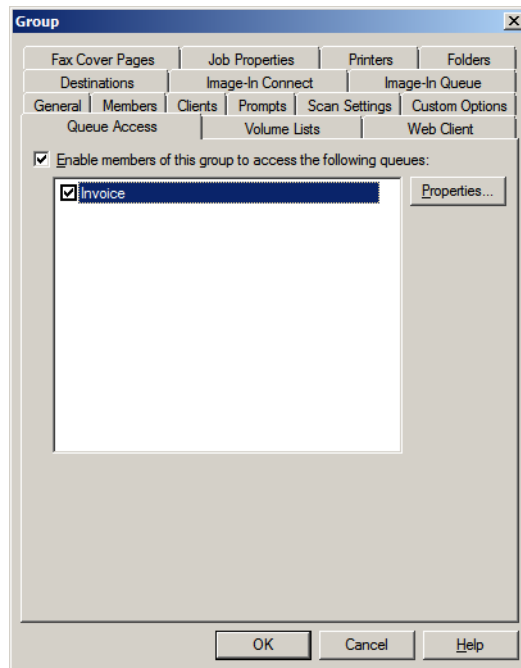 Group
Fax Cover Pages Job Properties Printers Folders
Destinations Image-In Connect Image-In Queue
General Members Clients Prompts Scan Settings Custom Options
Queue Access Volume Lists Web Client
Enable members of this group to access the following queues:
Invoice Properties...
OK Cancel Help